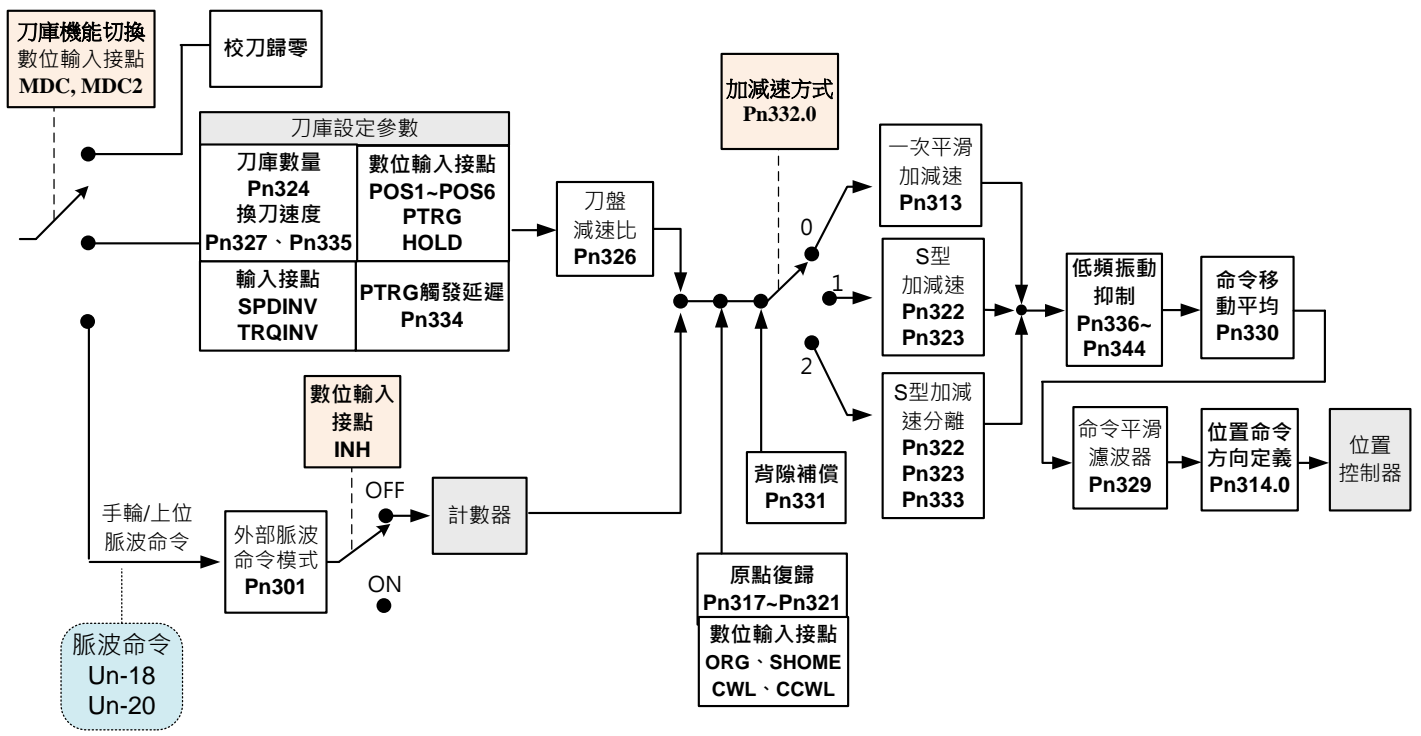 刀庫機能切換
數位輸入接點
MDC, MDC2
校刀歸零
刀庫設定參數
刀庫數量
Pn324
換刀速度
Pn327、Pn335
數位輸入接點
POS1~POS6
PTRG
HOLD
輸入接點
SPDINV
TRQINV
PTRG觸發延遲
Pn334
刀盤
減速比
Pn326
加減速方式
Pn332.0
0
1
2
一次平滑
加減速
Pn313
S型
加減速
Pn322
Pn323
S型加減
速分離
Pn322
Pn323
Pn333
低頻振動
抑制
Pn336~
Pn344
命令移
動平均
Pn330
命令平滑
濾波器
Pn329
位置命令
方向定義
Pn314.0
位置
控制器
數位輸入
接點
INH
OFF
ON
手輪/上位
脈波命令
外部脈波
命令模式
Pn301
計數器
背隙補償
Pn331
原點復歸
Pn317~Pn321
數位輸入接點
ORG、SHOME
CWL、CCWL
脈波命令
Un-18
Un-20